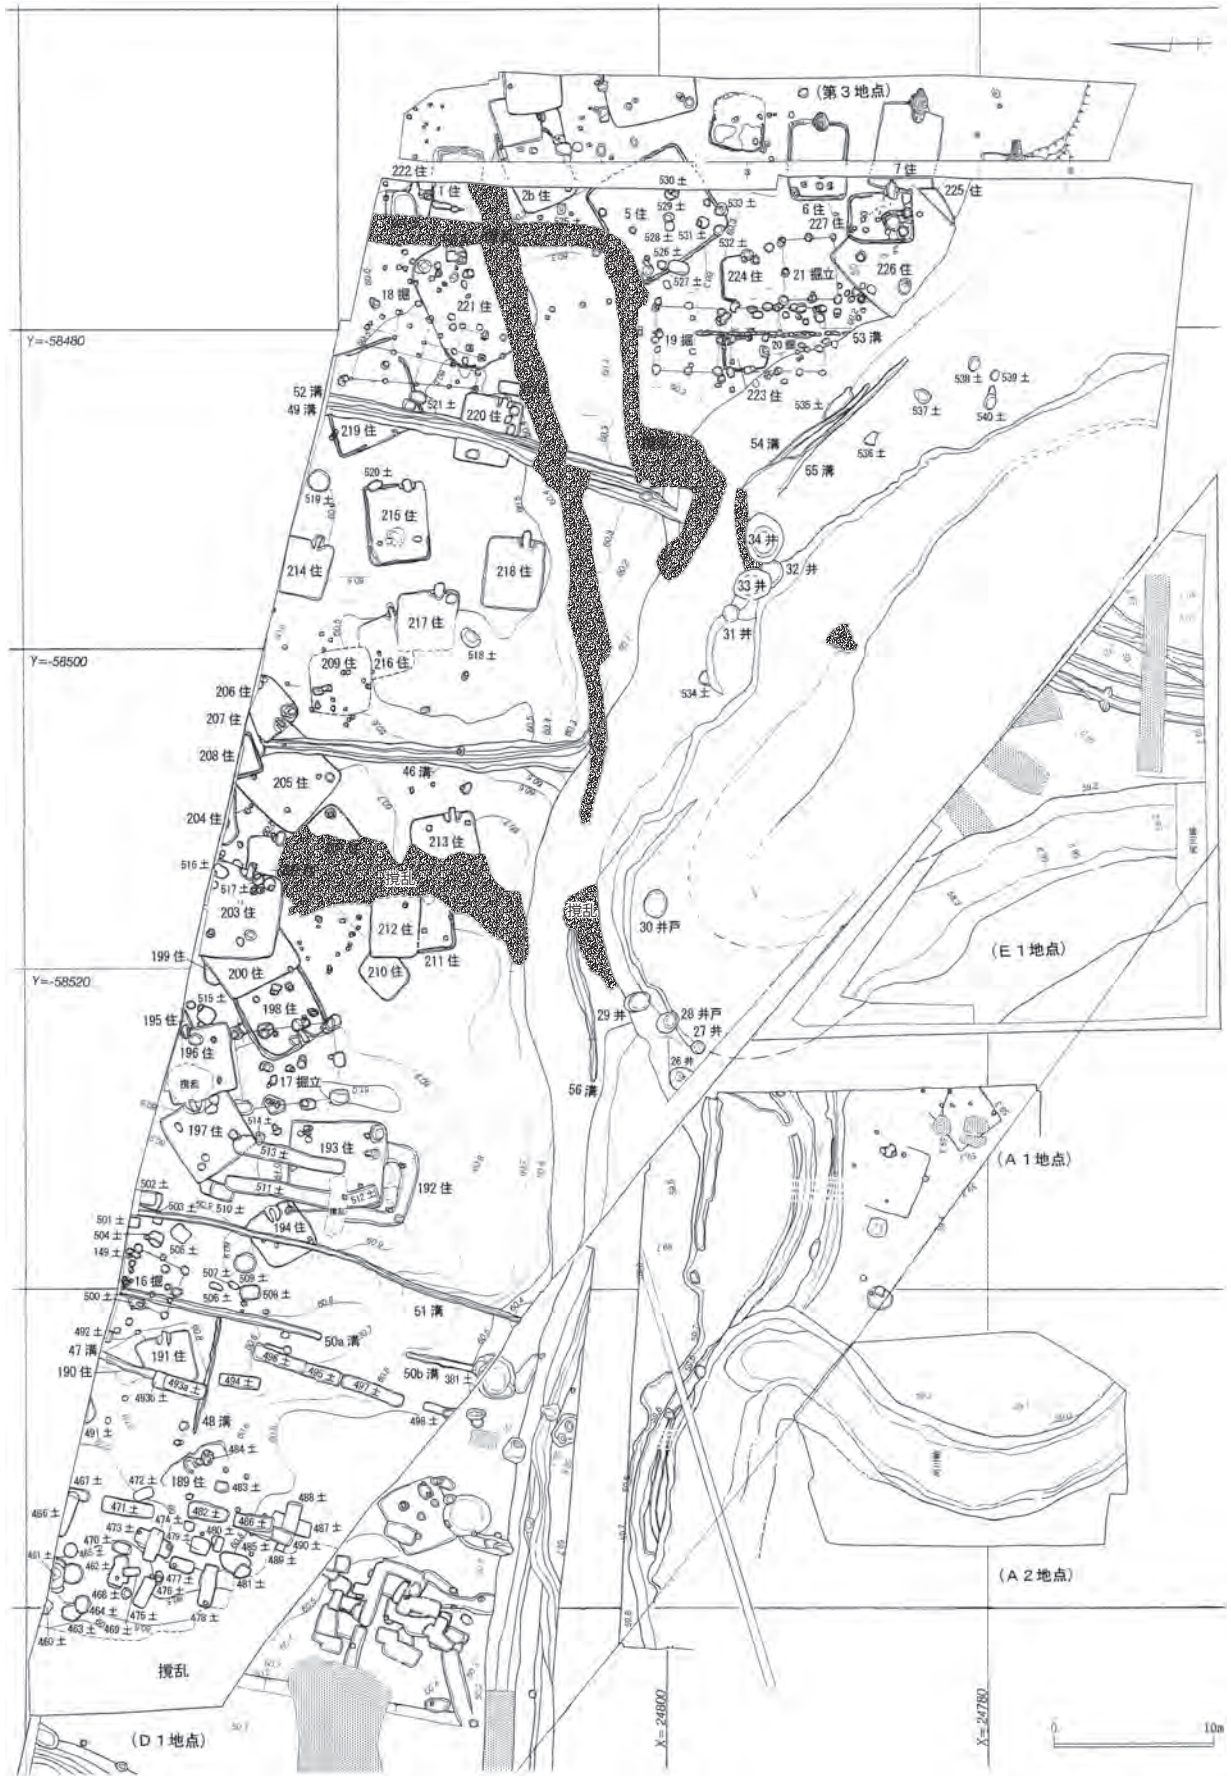 (第3地点)
222住
1住
2b住
530土
529土
533土
5住
528土
531土
532土
526土
527土
7住
225住
6住
227住
224住
21掘立
226住
18掘
221住
Y=-58480
19掘
20掘
53溝
223住
52溝
49溝
521土
220住
219住
535土
538土
539土
537土
540土
536土
54溝
55溝
520土
519土
215住
214住
218住
34井
32井
33井
31井
217住
518土
216住
209住
Y=-58500
534土
206住
207住
208住
46溝
205住
204住
213住
516土
517土
撹乱
撹乱
203住
212住
211住
210住
30井戸
(E1地点)
199住
200住
Y=-58520
515土
198住
195住
196住
29井
28井戸
27井
26井
撹乱
17掘立
56溝
197住
514土
513土
193住
192住
(A1地点)
502土
503土
511土
510土
512土
撹乱
194住
501土
504土
505土
149土
507土
509土
16掘
506土
508土
500土
51溝
50a溝
492土
47溝
191住
190住
493a土
493b土
494土
496土
495土
497土
50b溝
381土
498土
48溝
491土
484土
189住
483土
467土
472土
466土
471土
482土
486土
488土
487土
473土
474土
470土
479土
480土
485土
490土
489土
461土
465土
462土
477土
481土
468土
476土
464土
475土
478土
463土
469土
460土
撹乱
(D1地点)
(A2地点)
X=24800
X=24780
0
10m